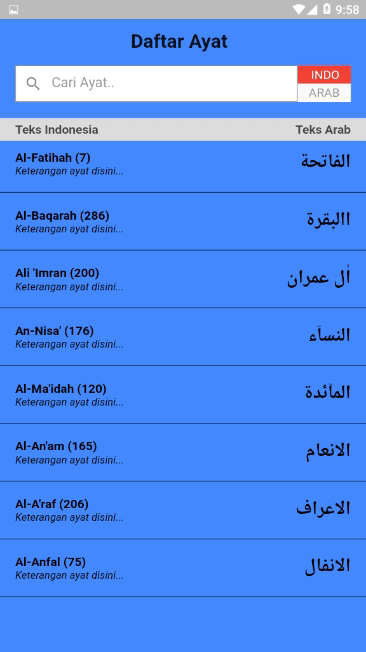 9:58
Daftar Ayat
Cari Ayat..
INDO
ARAB
Teks Indonesia Teks Arab
Al-Fatihah (7) الفاتحة
Keterangan ayat disini...
Al-Baqarah (286) االبقرة
Keterangan ayat disini...
Ali 'Imran (200) اٰل عمران
Keterangan ayat disini...
An-Nisa' (176) النسآء
Keterangan ayat disini...
Al-Ma'idah (120) المآئدة
Keterangan ayat disini...
Al-An'am (165) الانعام
Keterangan ayat disini...
Al-A'raf (206) الاعراف
Keterangan ayat disini...
Al-Anfal (75) الانفال
Keterangan ayat disini...